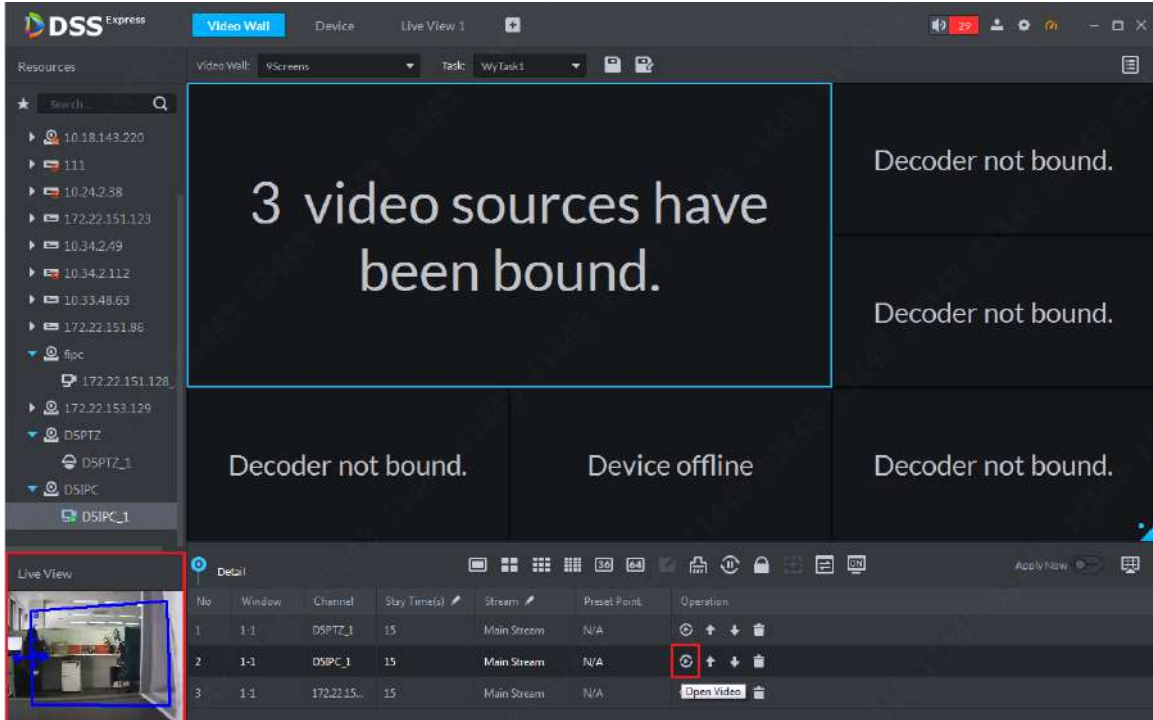 DSS Express
Video Wall
Device
Live View 1
29
Resources
Video Wall: 9Screens
Task: WyTask1
Search...
10.18.143.220
111
10.24.2.38
172.22.151.123
10.34.2.49
10.34.2.112
10.33.48.63
172.22.151.86
fipc
172.22.151.128_
172.22.153.129
DSPTZ
DSPTZ_1
DSIPC
DSIPC_1
3 video sources have
been bound.
Decoder not bound.
Decoder not bound.
Decoder not bound.
Device offline
Decoder not bound.
Live View
Detail
36
64
ON
Apply Now
No Window Channel Stay Time(s) Stream Preset Point Operation
1 1-1 DSPTZ_1 15 Main Stream N/A
2 1-1 DSIPC_1 15 Main Stream N/A
3 1-1 172.22.15... 15 Main Stream N/A
Open Video